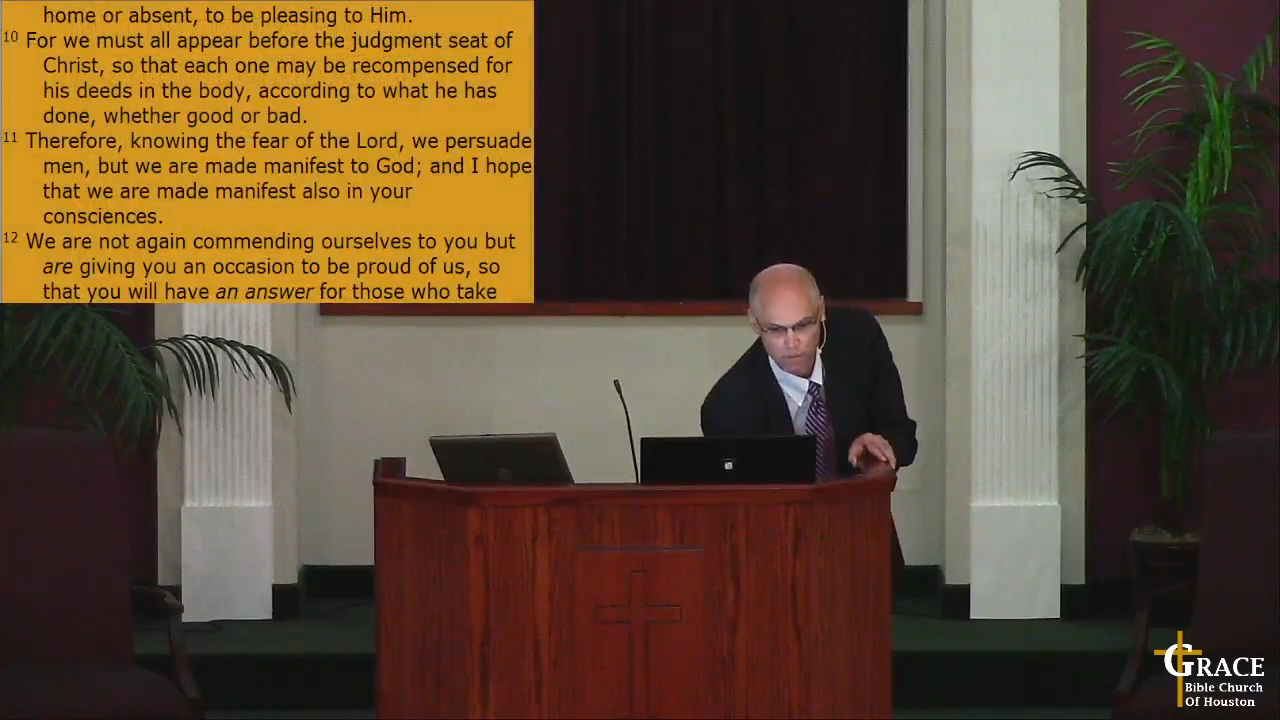 home or absent, to be pleasing to Him.
10 For we must all appear before the judgment seat of
Christ, so that each one may be recompensed for
his deeds in the body, according to what he has
done, whether good or bad.
11 Therefore, knowing the fear of the Lord, we persuade
men, but we are made manifest to God; and I hope
that we are made manifest also in your
consciences.
12 We are not again commending ourselves to you but
are giving you an occasion to be proud of us, so
that you will have an answer for those who take
GRACE
Bible Church
Of Houston